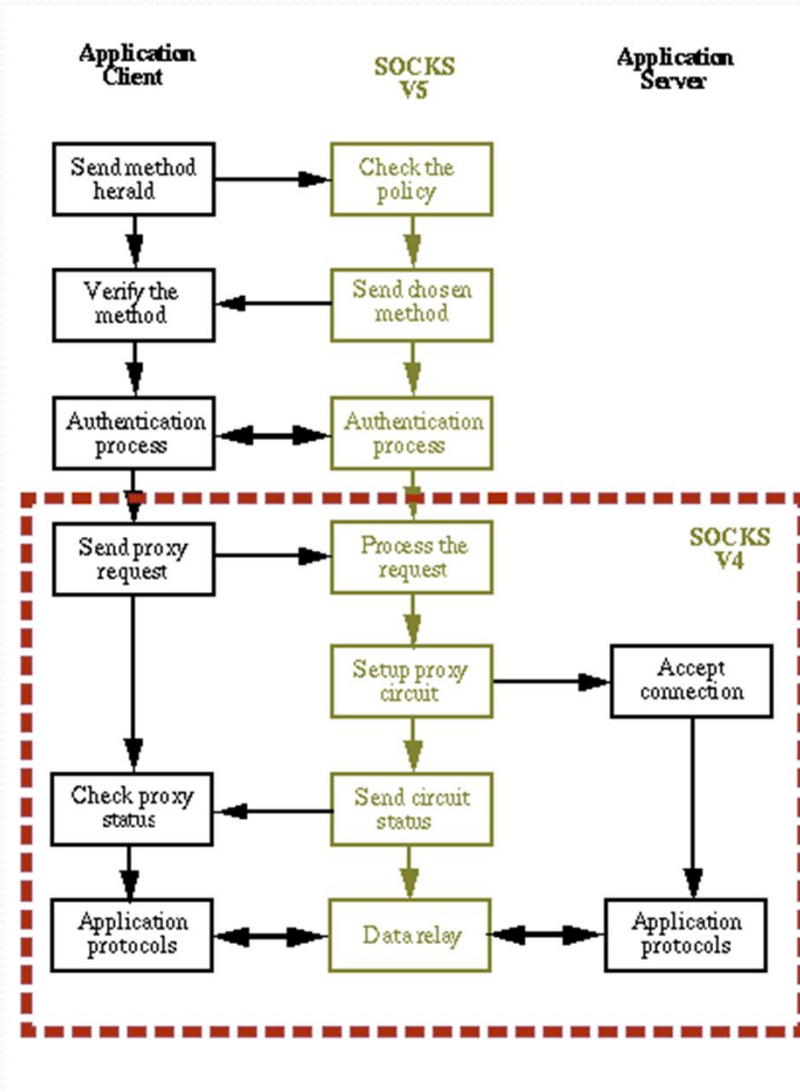 Application
Client
SOCKS
V5
Application
Server
Send method
herald
Check the
policy
Verify the
method
Send chosen
method
Authentication
process
Authentication
process
Send proxy
request
Process the
request
SOCKS
V4
Setup proxy
circuit
Accept
connection
Check proxy
status
Send circuit
status
Application
protocols
Data relay
Application
protocols